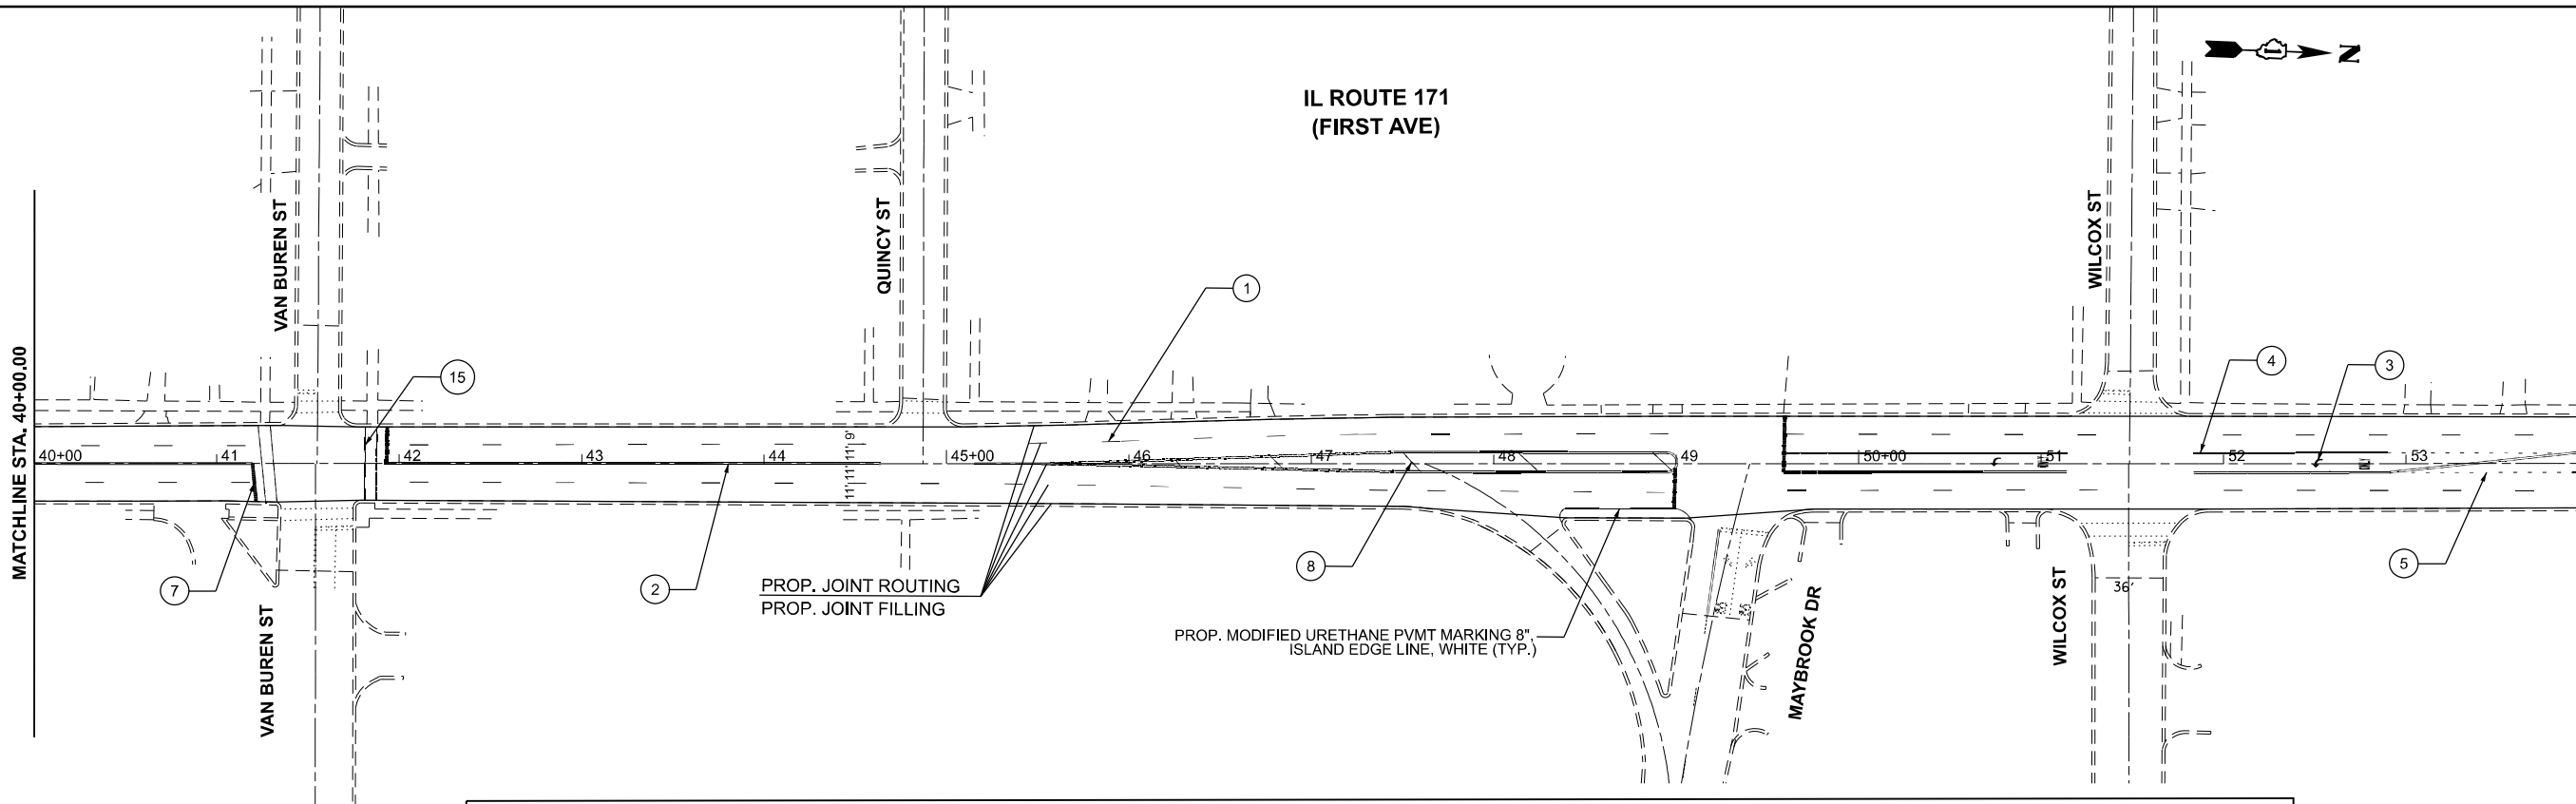 N
IL ROUTE 171
(FIRST AVE)
MATCHLINE STA. 40+00.00
VAN BUREN ST
QUINCY ST
WILCOX ST
1
15
4
3
40+00
41
42
43
44
11' 11' 11' 9'
45+00
46
47
48
49
50+00
51
52
53
7
2
PROP. JOINT ROUTING
PROP. JOINT FILLING
8
5
36'
PROP. MODIFIED URETHANE PVMT MARKING 8",
ISLAND EDGE LINE, WHITE (TYP.)
VAN BUREN ST
MAYBROOK DR
WILCOX ST